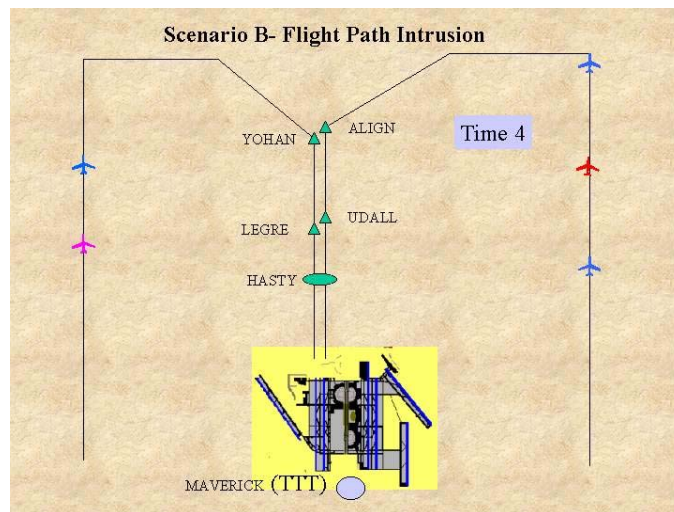 Scenario B- Flight Path Intrusion
ALIGN
YOHAN
Time 4
UDALL
LEGRE
HASTY
MAVERICK (TTT)